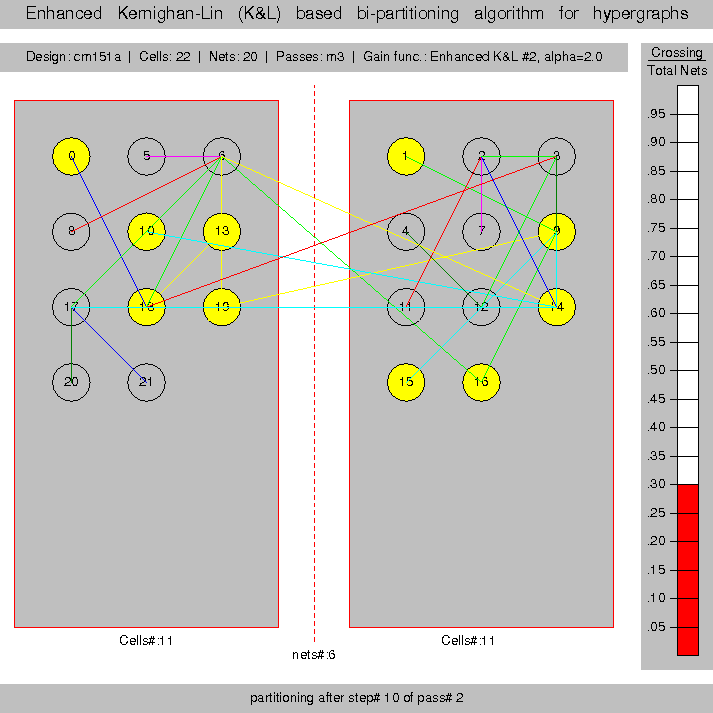 Enhanced Kernighan-Lin (K&L) based bi-partitioning algorithm for hypergraphs
Design: cm151a | Cells: 22 | Nets: 20 | Passes: m3 | Gain func.: Enhanced K&L #2, alpha=2.0
Crossing
Total Nets
0 5 6
1 2 3
8 10 13
4 7 9
17 18 19
11 12 14
20 21
15 16
.95
.90
.85
.80
.75
.70
.65
.60
.55
.50
.45
.40
.35
.30
.25
.20
.15
.10
.05
Cells#:11
Cells#:11
nets#:6
partitioning after step# 10 of pass# 2